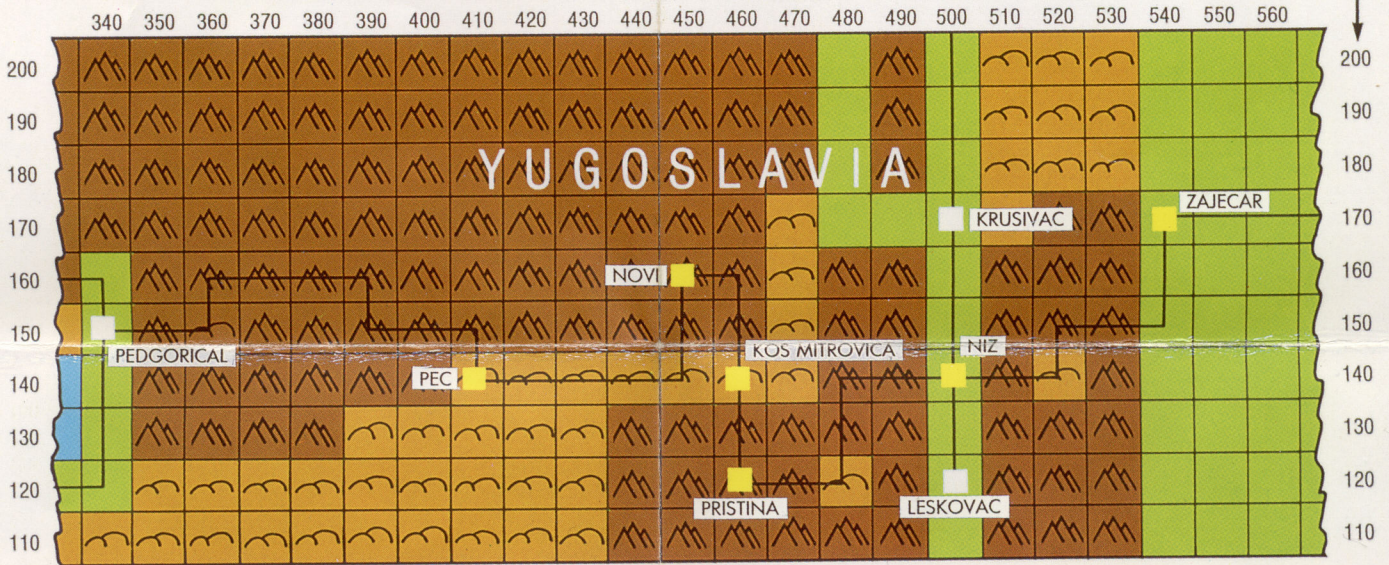 340 350 360 370 380 390 400 410 420 430 440 450 460 470 480 490 500 510 520 530 540 550 560
200 200
190 190
YUGOSLAVIA
180 180
ZAJECAR
170 KRUSIVAC 170
160 NOVI 160
150 150
PEDGORICAL KOS MITROVICA NIZ
140 PEC 140
130 130
120 120
PRISTINA LESKOVAC
110 110